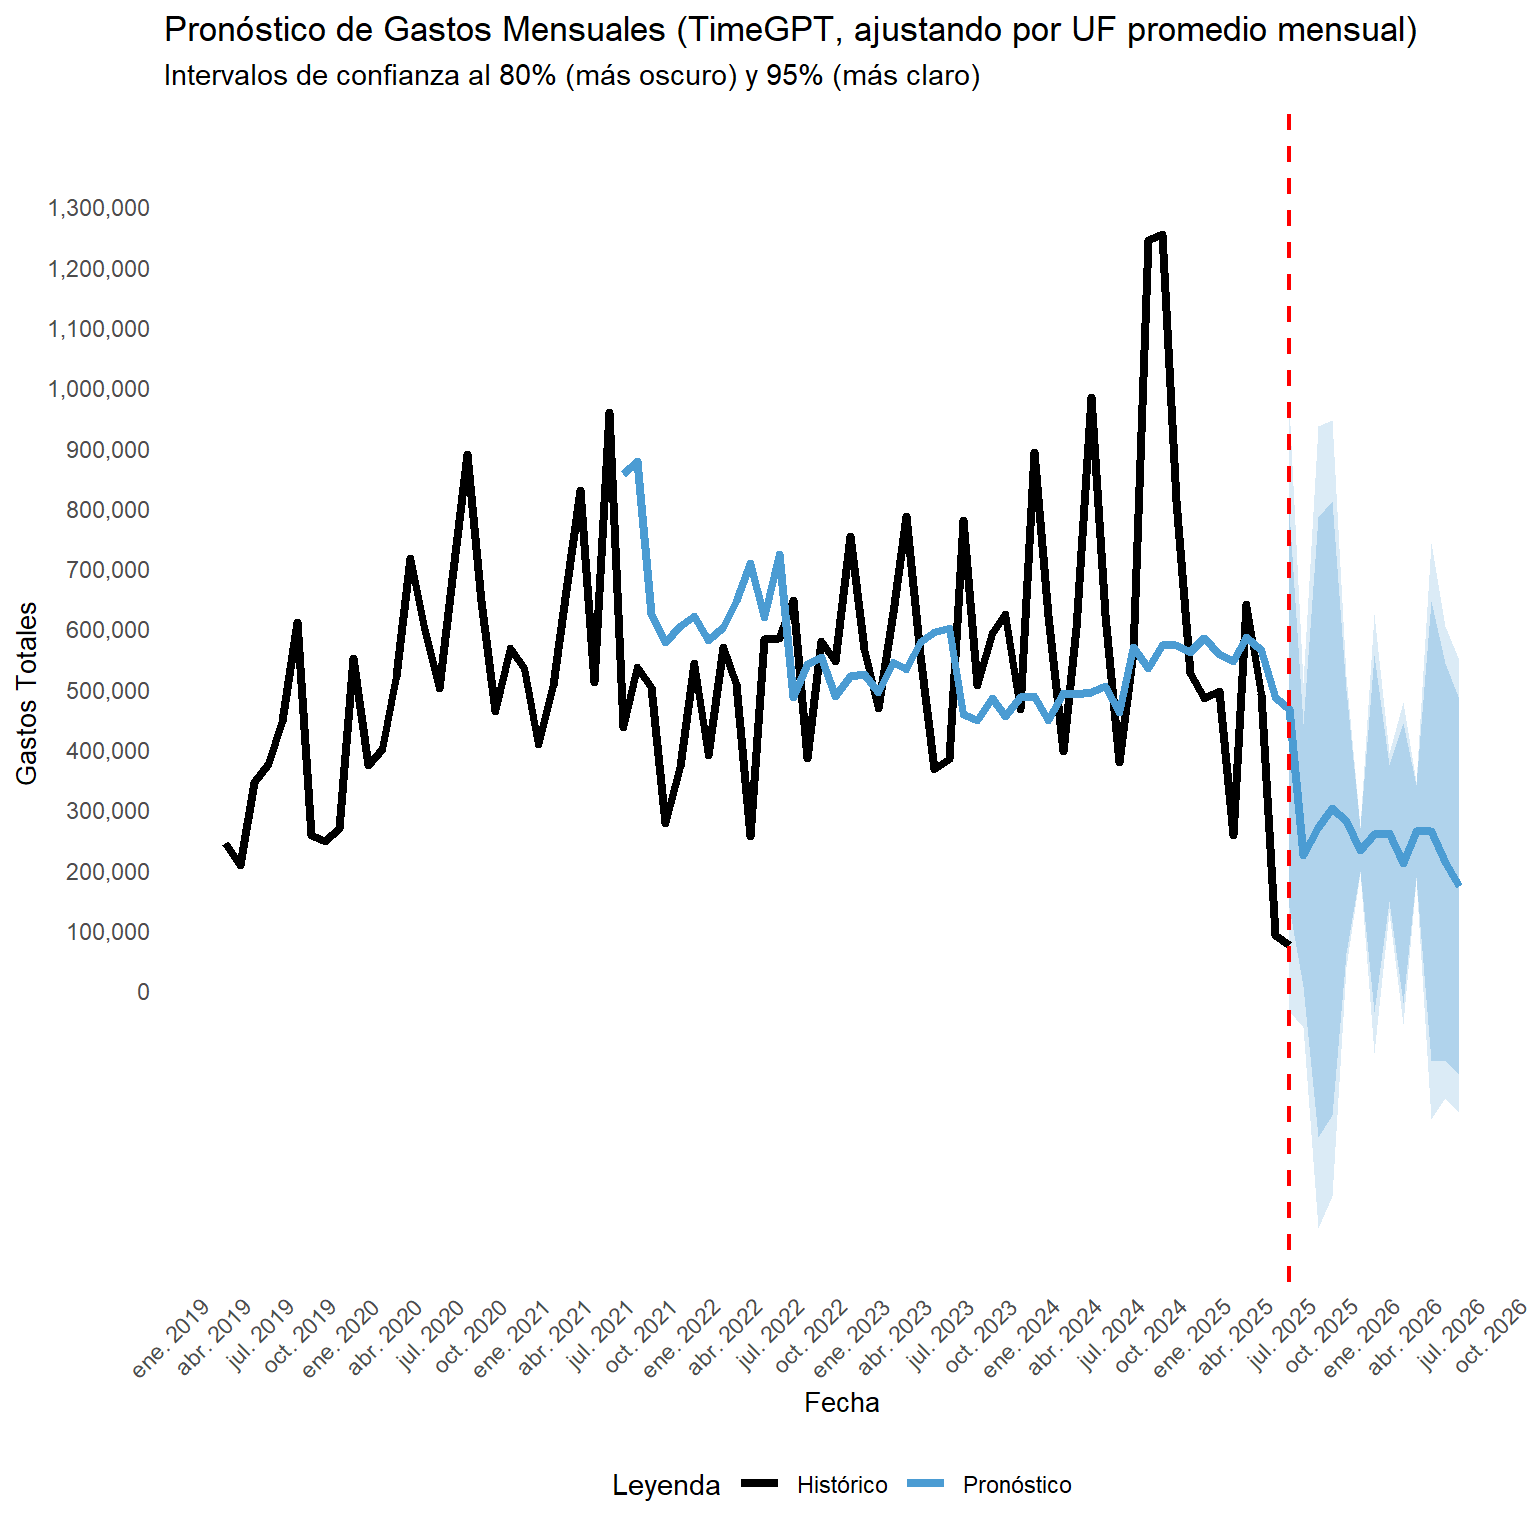 Pronóstico de Gastos Mensuales (TimeGPT, ajustando por UF promedio mensual)
Intervalos de confianza al 80% (más oscuro) y 95% (más claro)
Gastos Totales
1,300,000
1,200,000
1,100,000
1,000,000
900,000
800,000
700,000
600,000
500,000
400,000
300,000
200,000
100,000
0
ene. 2019
abr. 2019
jul. 2019
oct. 2019
ene. 2020
abr. 2020
jul. 2020
oct. 2020
ene. 2021
abr. 2021
jul. 2021
oct. 2021
ene. 2022
abr. 2022
jul. 2022
oct. 2022
ene. 2023
abr. 2023
jul. 2023
oct. 2023
ene. 2024
abr. 2024
jul. 2024
oct. 2024
ene. 2025
abr. 2025
jul. 2025
oct. 2025
ene. 2026
abr. 2026
jul. 2026
oct. 2026
Fecha
Leyenda
Histórico
Pronóstico